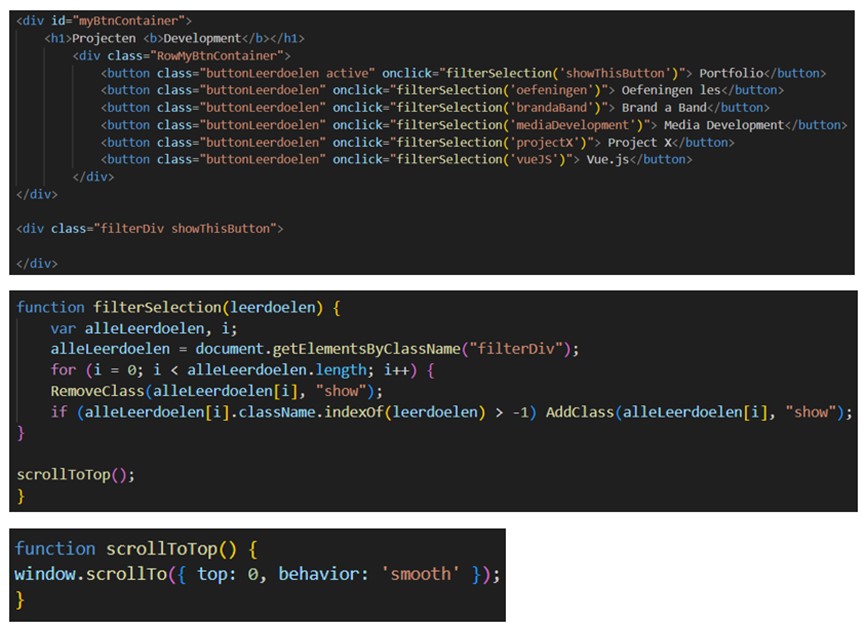 <div id="myBtnContainer">
<h1>Projecten <b>Development</b></h1>
<div class="RowMyBtnContainer">
<button class="buttonLeerdoelen active" onclick="filterSelection('showThisButton')"> Portfolio</button>
<button class="buttonLeerdoelen" onclick="filterSelection('oefeningen')"> Oefeningen les</button>
<button class="buttonLeerdoelen" onclick="filterSelection('brandaBand')"> Brand a Band</button>
<button class="buttonLeerdoelen" onclick="filterSelection('mediaDevelopment')"> Media Development</button>
<button class="buttonLeerdoelen" onclick="filterSelection('projectX')"> Project X</button>
<button class="buttonLeerdoelen" onclick="filterSelection('vueJS')"> Vue.js</button>
</div>
</div>
<div class="filterDiv showThisButton">
</div>
function filterSelection(leerdoelen) {
var alleLeerdoelen, i;
alleLeerdoelen = document.getElementsByClassName("filterDiv");
for (i = 0; i < alleLeerdoelen.length; i++) {
RemoveClass(alleLeerdoelen[i], "show");
if (alleLeerdoelen[i].className.indexOf(leerdoelen) > -1) AddClass(alleLeerdoelen[i], "show");
}
scrollToTop();
}
function scrollToTop() {
window.scrollTo({ top: 0, behavior: 'smooth' });
}